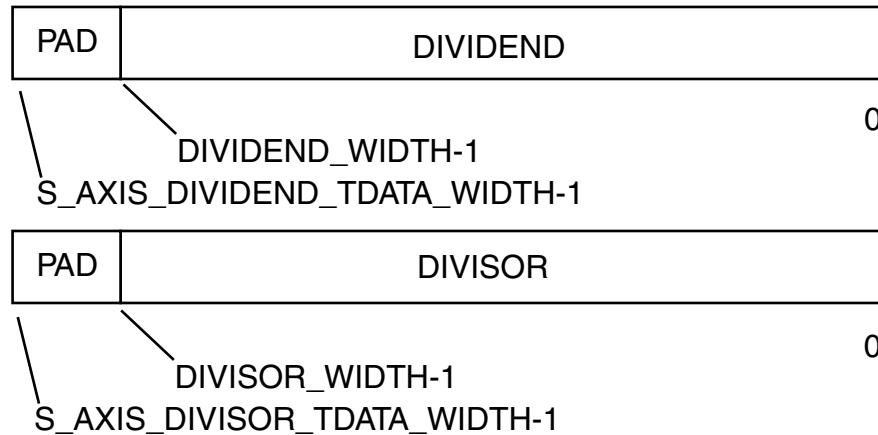 PAD DIVIDEND
0
DIVIDEND_WIDTH-1
S_AXIS_DIVIDEND_TDATA_WIDTH-1
PAD DIVISOR
0
DIVISOR_WIDTH-1
S_AXIS_DIVISOR_TDATA_WIDTH-1